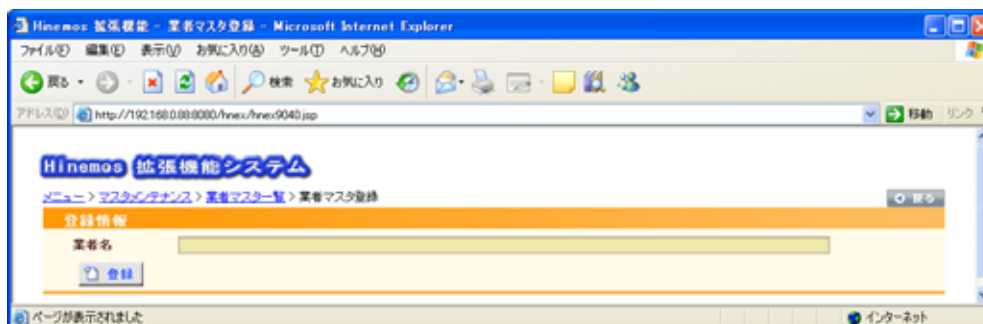 Hinemos 拡張機能 - 業者マスタ登録 - Microsoft Internet Explorer
ファイル(F) 編集(E) 表示(V) お気に入り(A) ツール(T) ヘルプ(H)
戻る 検索 お気に入り
アドレス(D) http://192.168.0.88:8080/hnex/hnex9040.jsp 移動 リンク
Hinemos 拡張機能システム
メニュー > マスタメンテナンス > 業者マスタ一覧 > 業者マスタ登録 戻る
登録情報
業者名
登録
ページが表示されました インターネット